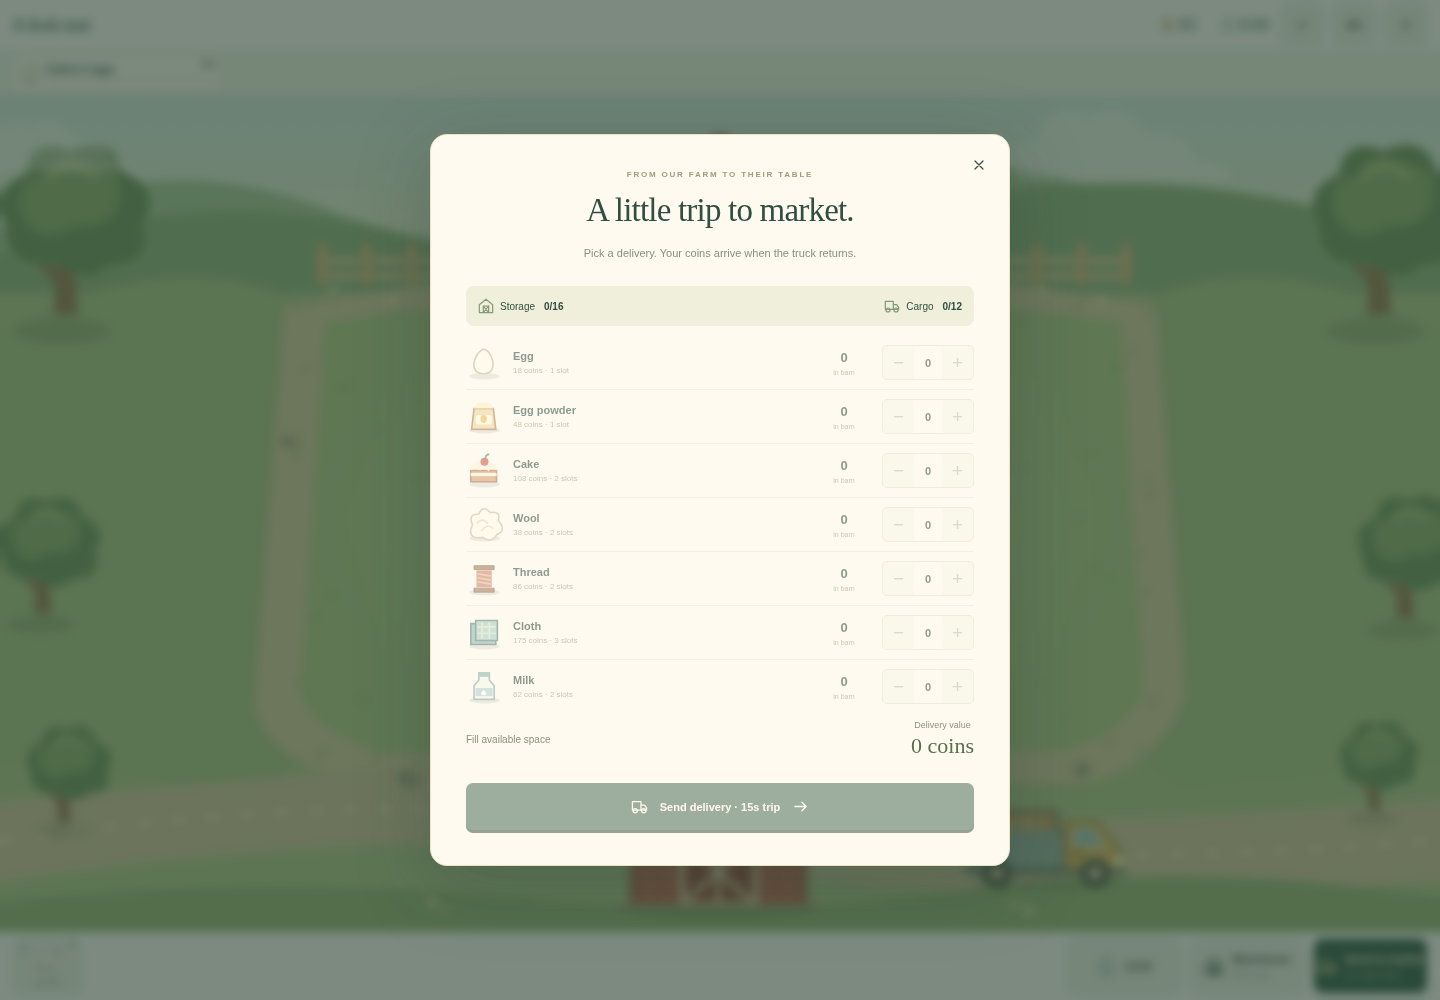 FROM OUR FARM TO THEIR TABLE
A little trip to market.
Pick a delivery. Your coins arrive when the truck returns.
Storage 0/16
Cargo 0/12
Egg
18 coins · 1 slot
0
in barn
− 0 +
Egg powder
48 coins · 1 slot
0
in barn
− 0 +
Cake
108 coins · 2 slots
0
in barn
− 0 +
Wool
38 coins · 2 slots
0
in barn
− 0 +
Thread
86 coins · 2 slots
0
in barn
− 0 +
Cloth
175 coins · 3 slots
0
in barn
− 0 +
Milk
62 coins · 2 slots
0
in barn
− 0 +
Fill available space
Delivery value
0 coins
Send delivery · 15s trip